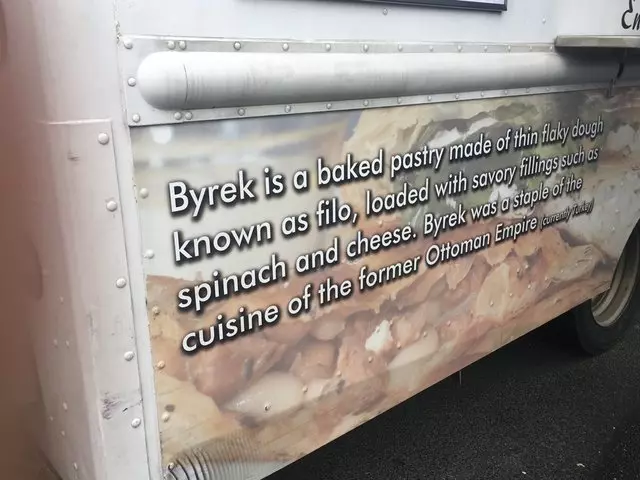 Byrek is a baked pastry made of thin flaky dough
known as filo, loaded with savory fillings such as
spinach and cheese. Byrek was a staple of the
cuisine of the former Ottoman Empire (currently Turkey)